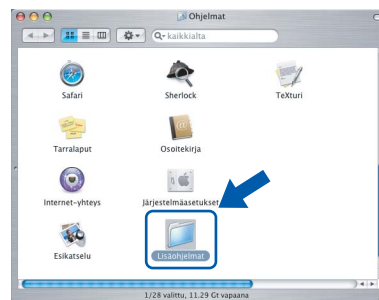 Ohjelmat
Q- kaikkialta
Safari
Sherlock
TeXturi
Tarralaput
Osoitekirja
Internet-yhteys
Järjestelmäasetukset
Esikatselu
Lisäohjelmat
1/28 valittu, 11.29 Gt vapaana